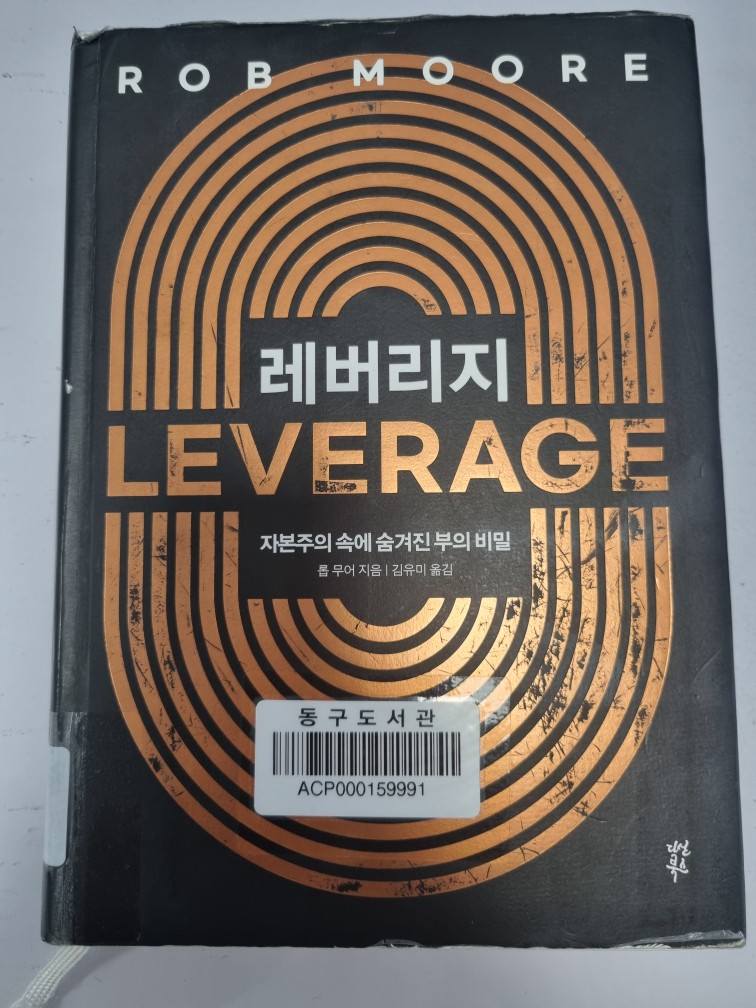 ROB MOORE
레버리지
LEVERAGE
자본주의 속에 숨겨진 부의 비밀
롭 무어 지음 | 김유미 옮김
동구도서관
ACP000159991
다산
북스